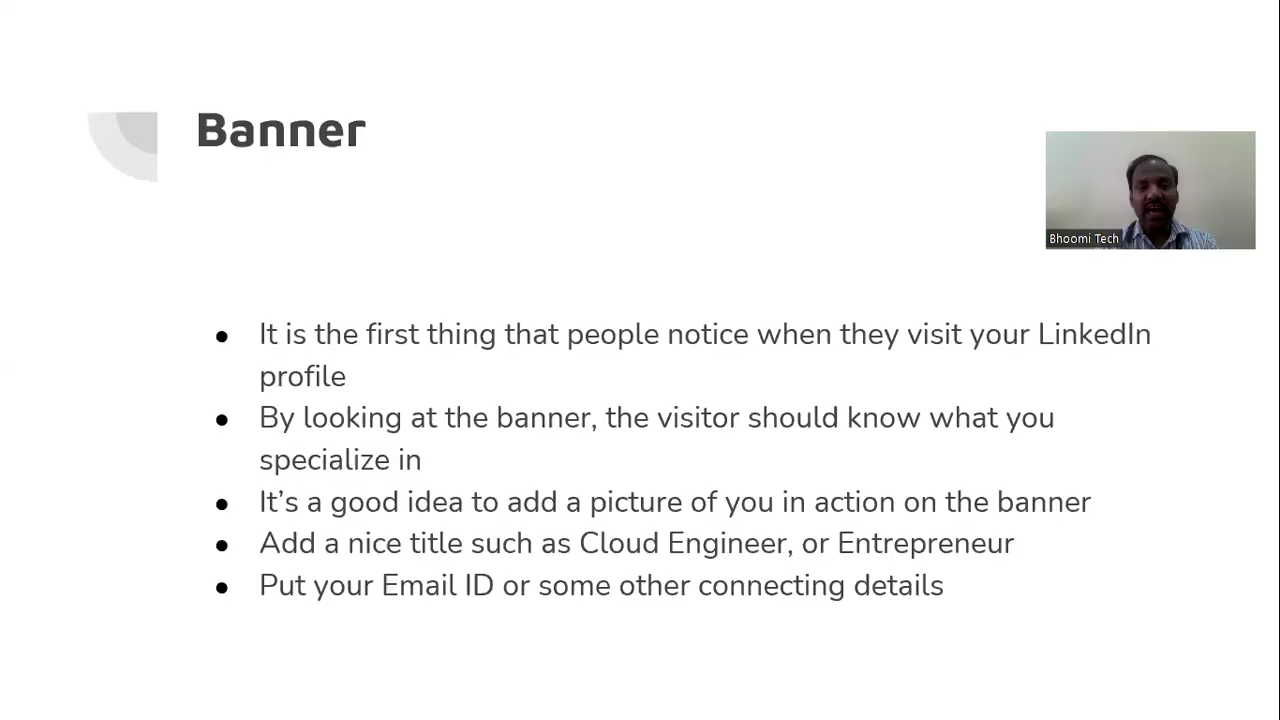 Banner
Bhoomi Tech
● It is the first thing that people notice when they visit your LinkedIn
profile
● By looking at the banner, the visitor should know what you
specialize in
● It’s a good idea to add a picture of you in action on the banner
● Add a nice title such as Cloud Engineer, or Entrepreneur
● Put your Email ID or some other connecting details